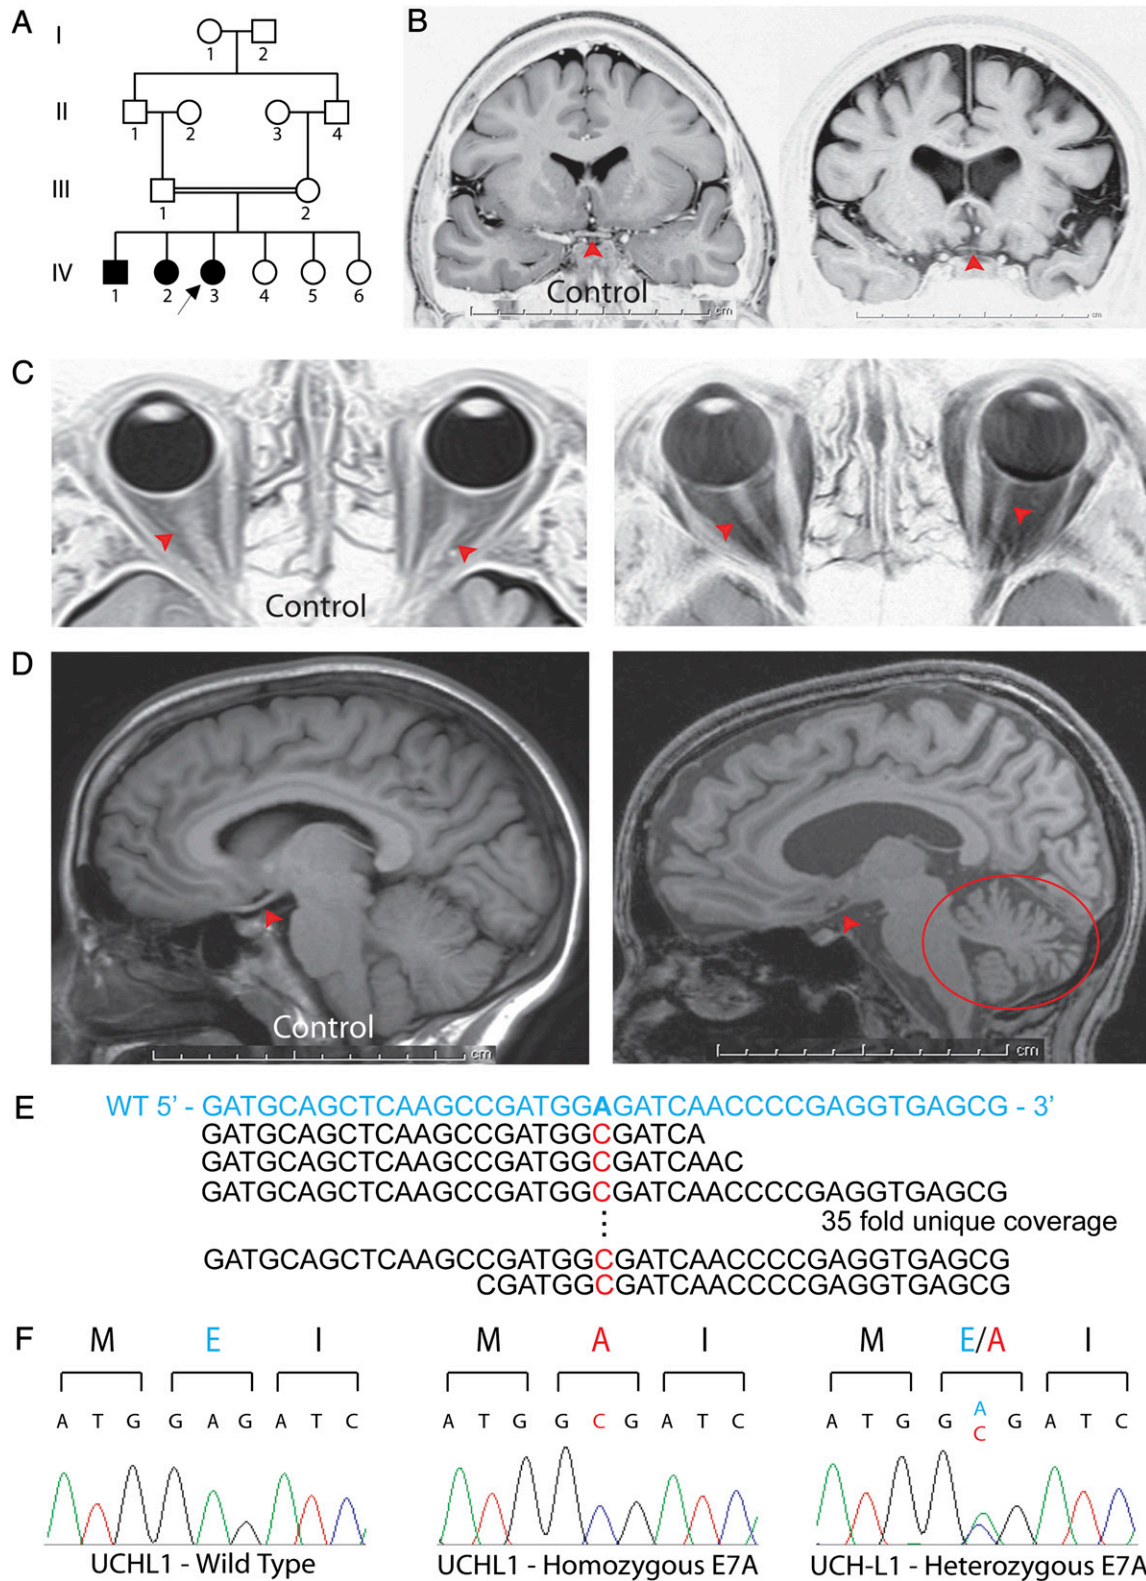 A
I
1 2
II
1 2 3 4
III
1 2
IV
1 2 3 4 5 6
B
Control
cm
cm
C
Control
D
Control
cm
cm
E
WT 5' - GATGCAGCTCAAGCCGATGGAGATCAACCCCGAGGTGAGCG - 3'
GATGCAGCTCAAGCCGATGGCGATCA
GATGCAGCTCAAGCCGATGGCGATCAAC
GATGCAGCTCAAGCCGATGGCGATCAACCCCGAGGTGAGCG
35 fold unique coverage
GATGCAGCTCAAGCCGATGGCGATCAACCCCGAGGTGAGCG
CGATGGCGATCAACCCCGAGGTGAGCG
F
M E I
A T G G A G A T C
UCHL1 - Wild Type
M A I
A T G G C G A T C
UCHL1 - Homozygous E7A
M E/A I
A T G G A G A T C
C
UCH-L1 - Heterozygous E7A